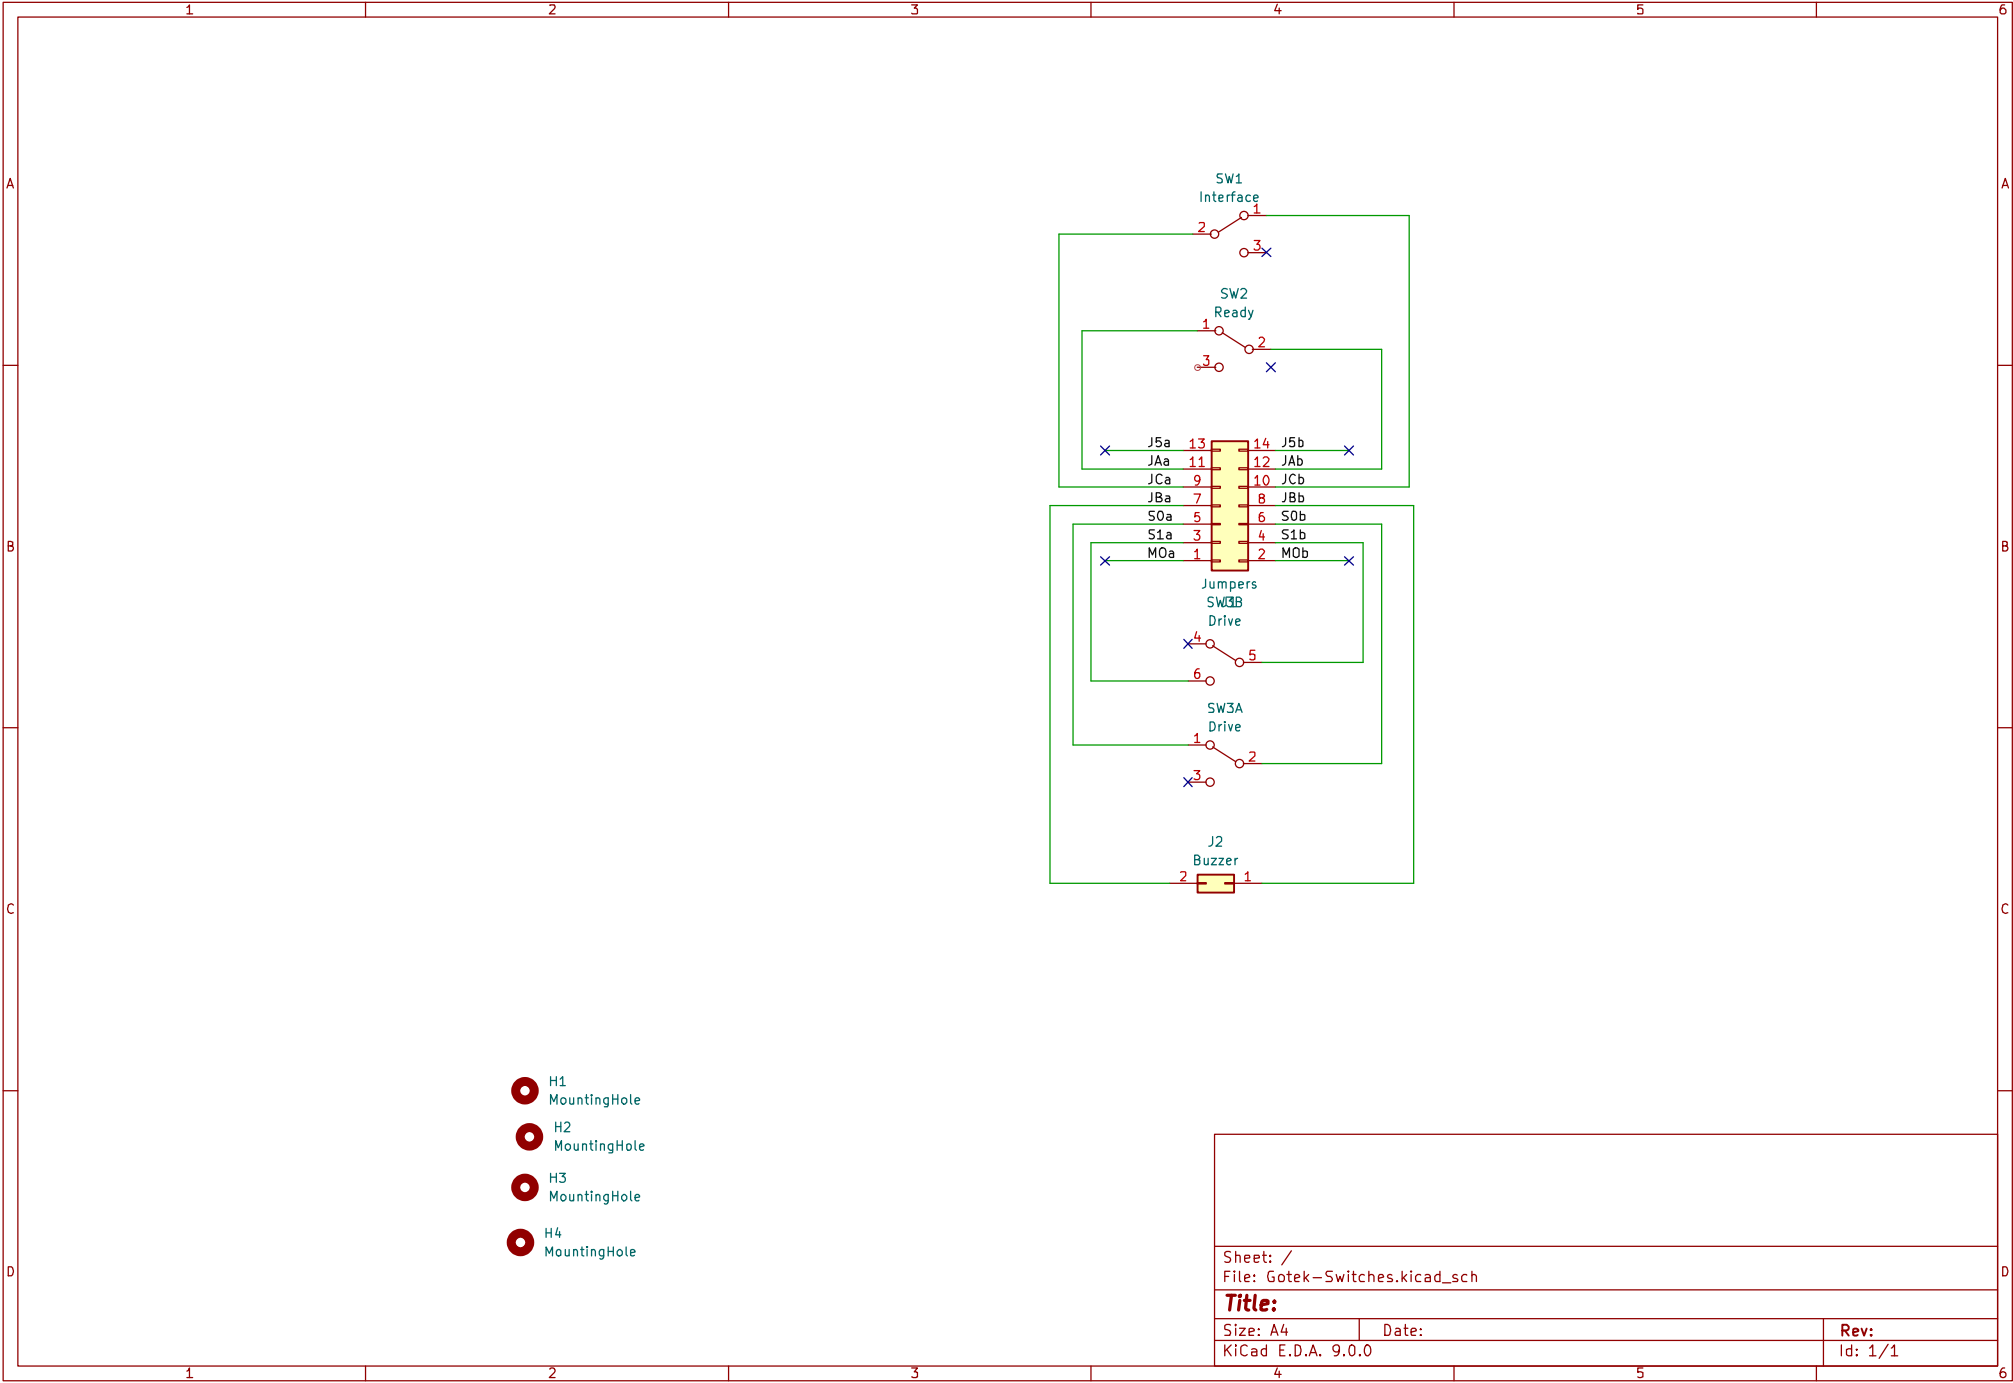 1 2 3 4 5 6
A A
SW1
Interface
1
2
3
SW2
Ready
1
2
3
J5a 13 14 J5b
JAa 11 12 JAb
JCa 9 10 JCb
JBa 7 8 JBb
S0a 5 6 S0b
S1a 3 4 S1b
MOa 1 2 MOb
B B
Jumpers
J1
SW3B
Drive
4
5
6
SW3A
Drive
1
2
3
J2
Buzzer
2 1
C C
H1
MountingHole
H2
MountingHole
H3
MountingHole
H4
MountingHole
Sheet: /
File: Gotek-Switches.kicad_sch
D D
Title:
Size: A4 Date: Rev:
KiCad E.D.A. 9.0.0 Id: 1/1
1 2 3 4 5 6